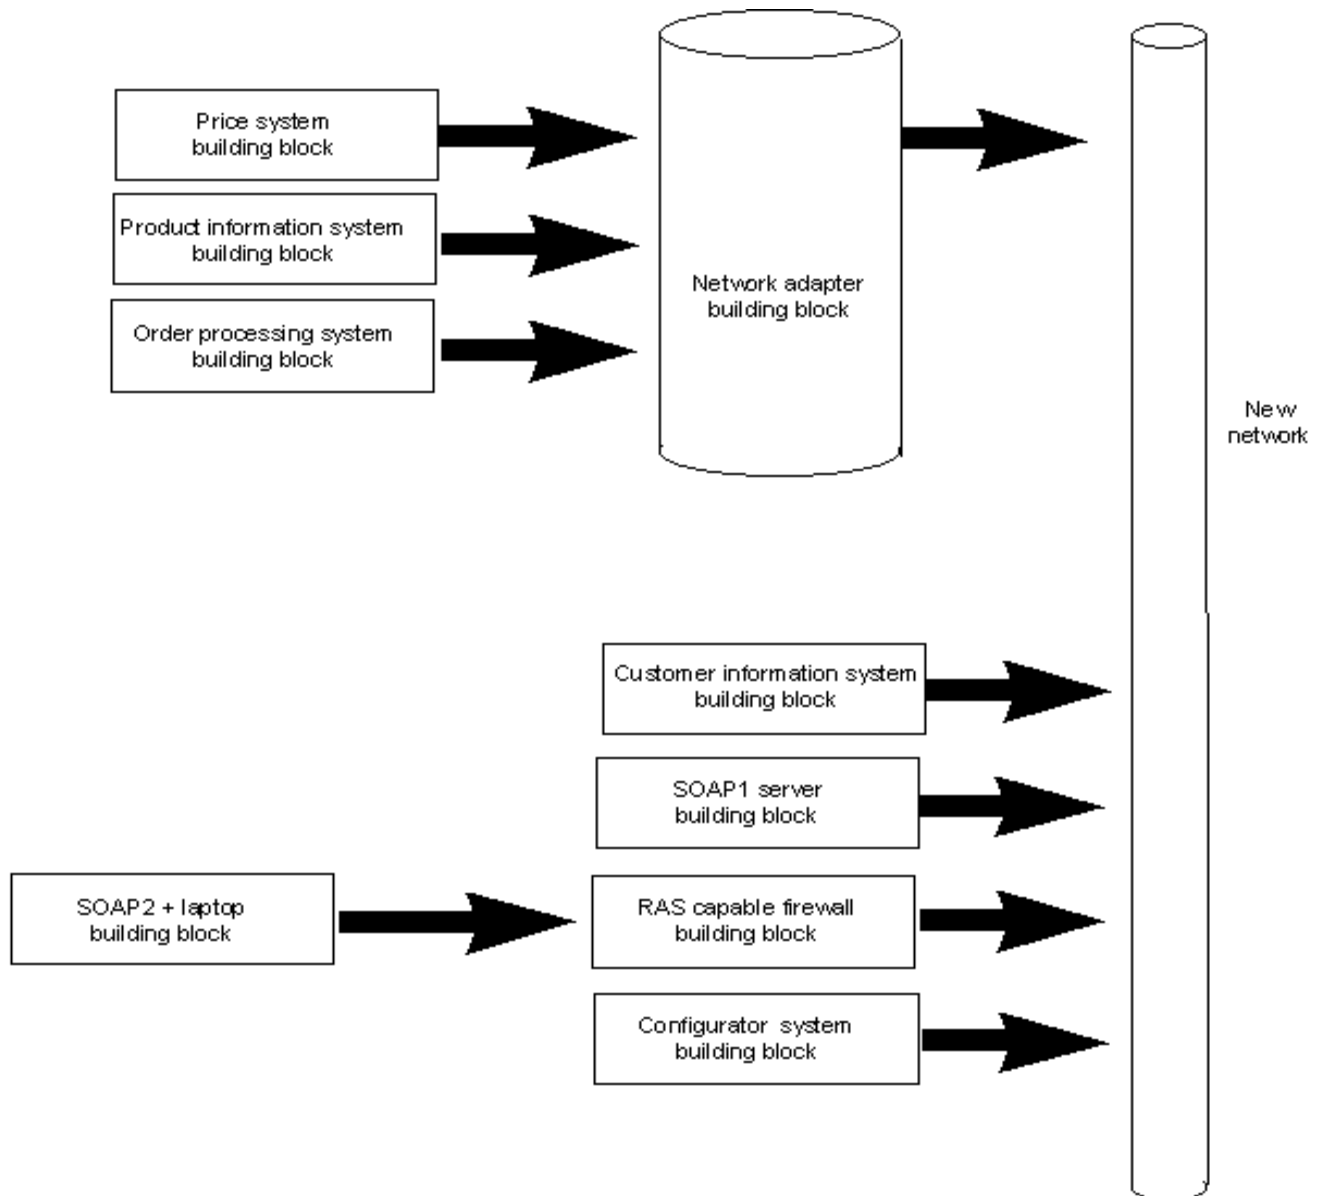 Price system
building block
Product information system
building block
Order processing system
building block
Network adapter
building block
New
network
Customer information system
building block
SOAP1 server
building block
SOAP2 + laptop
building block
RAS capable firewall
building block
Configurator system
building block